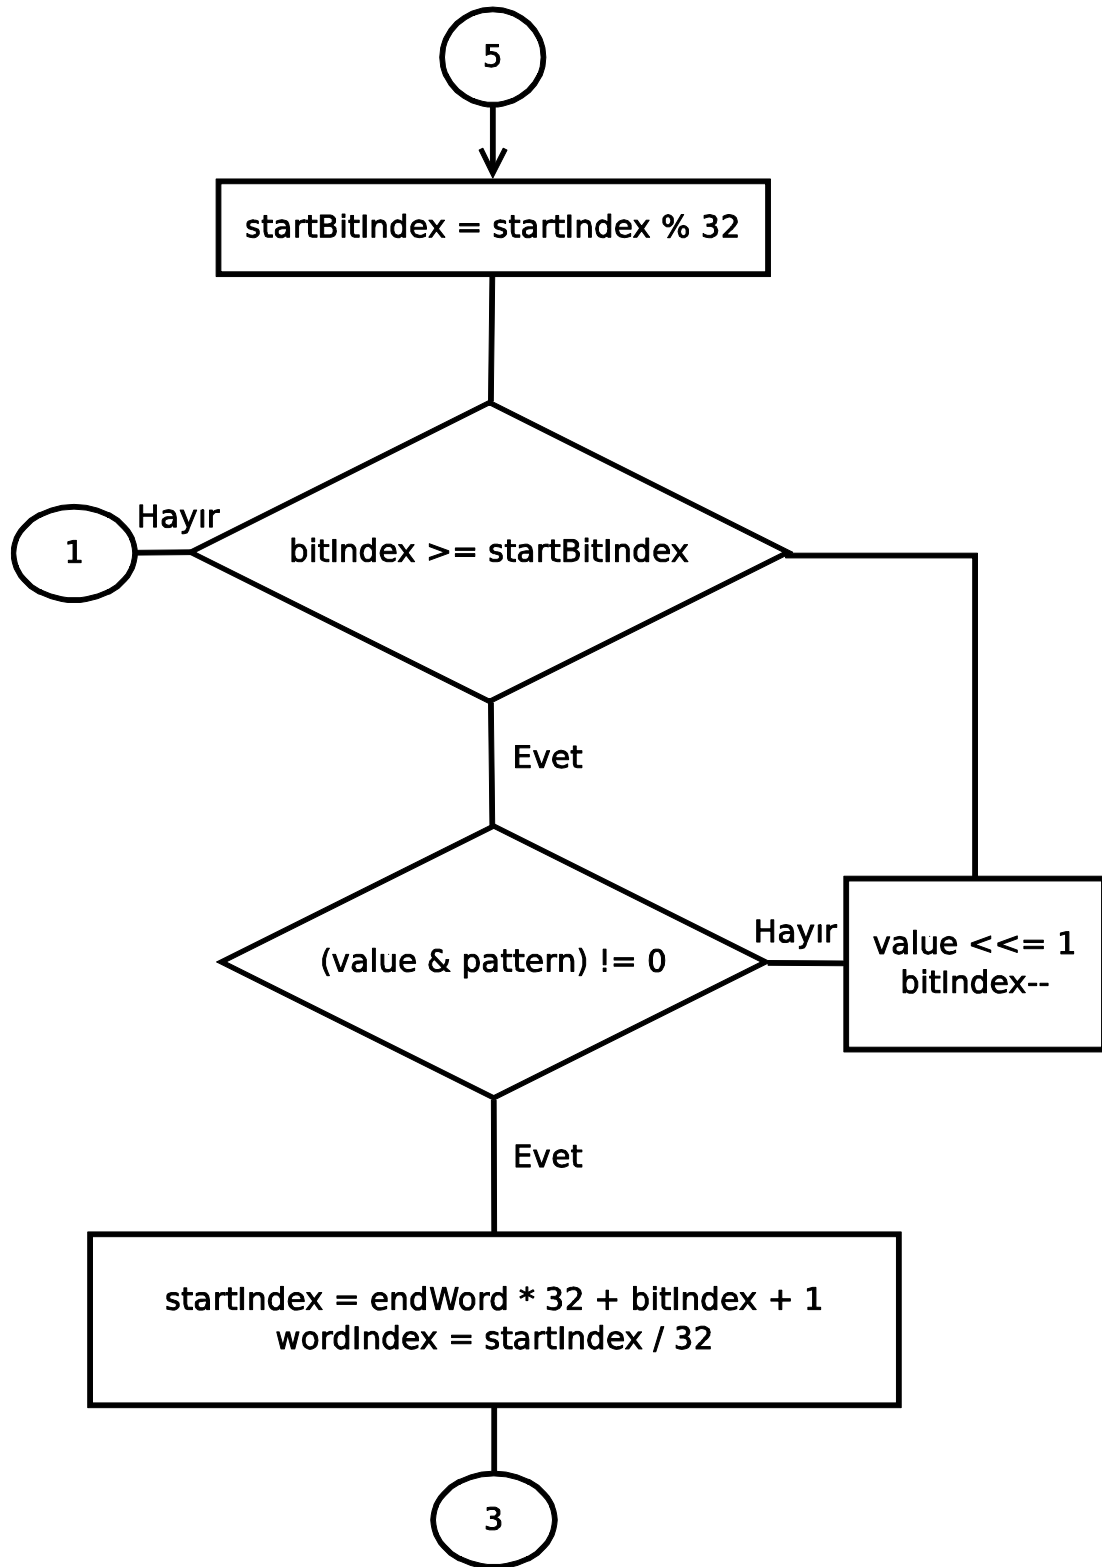 5
startBitIndex = startIndex % 32
Hayır
1
bitIndex >= startBitIndex
Evet
(value & pattern) != 0
Hayır
value <<= 1
bitIndex--
Evet
startIndex = endWord * 32 + bitIndex + 1
wordIndex = startIndex / 32
3